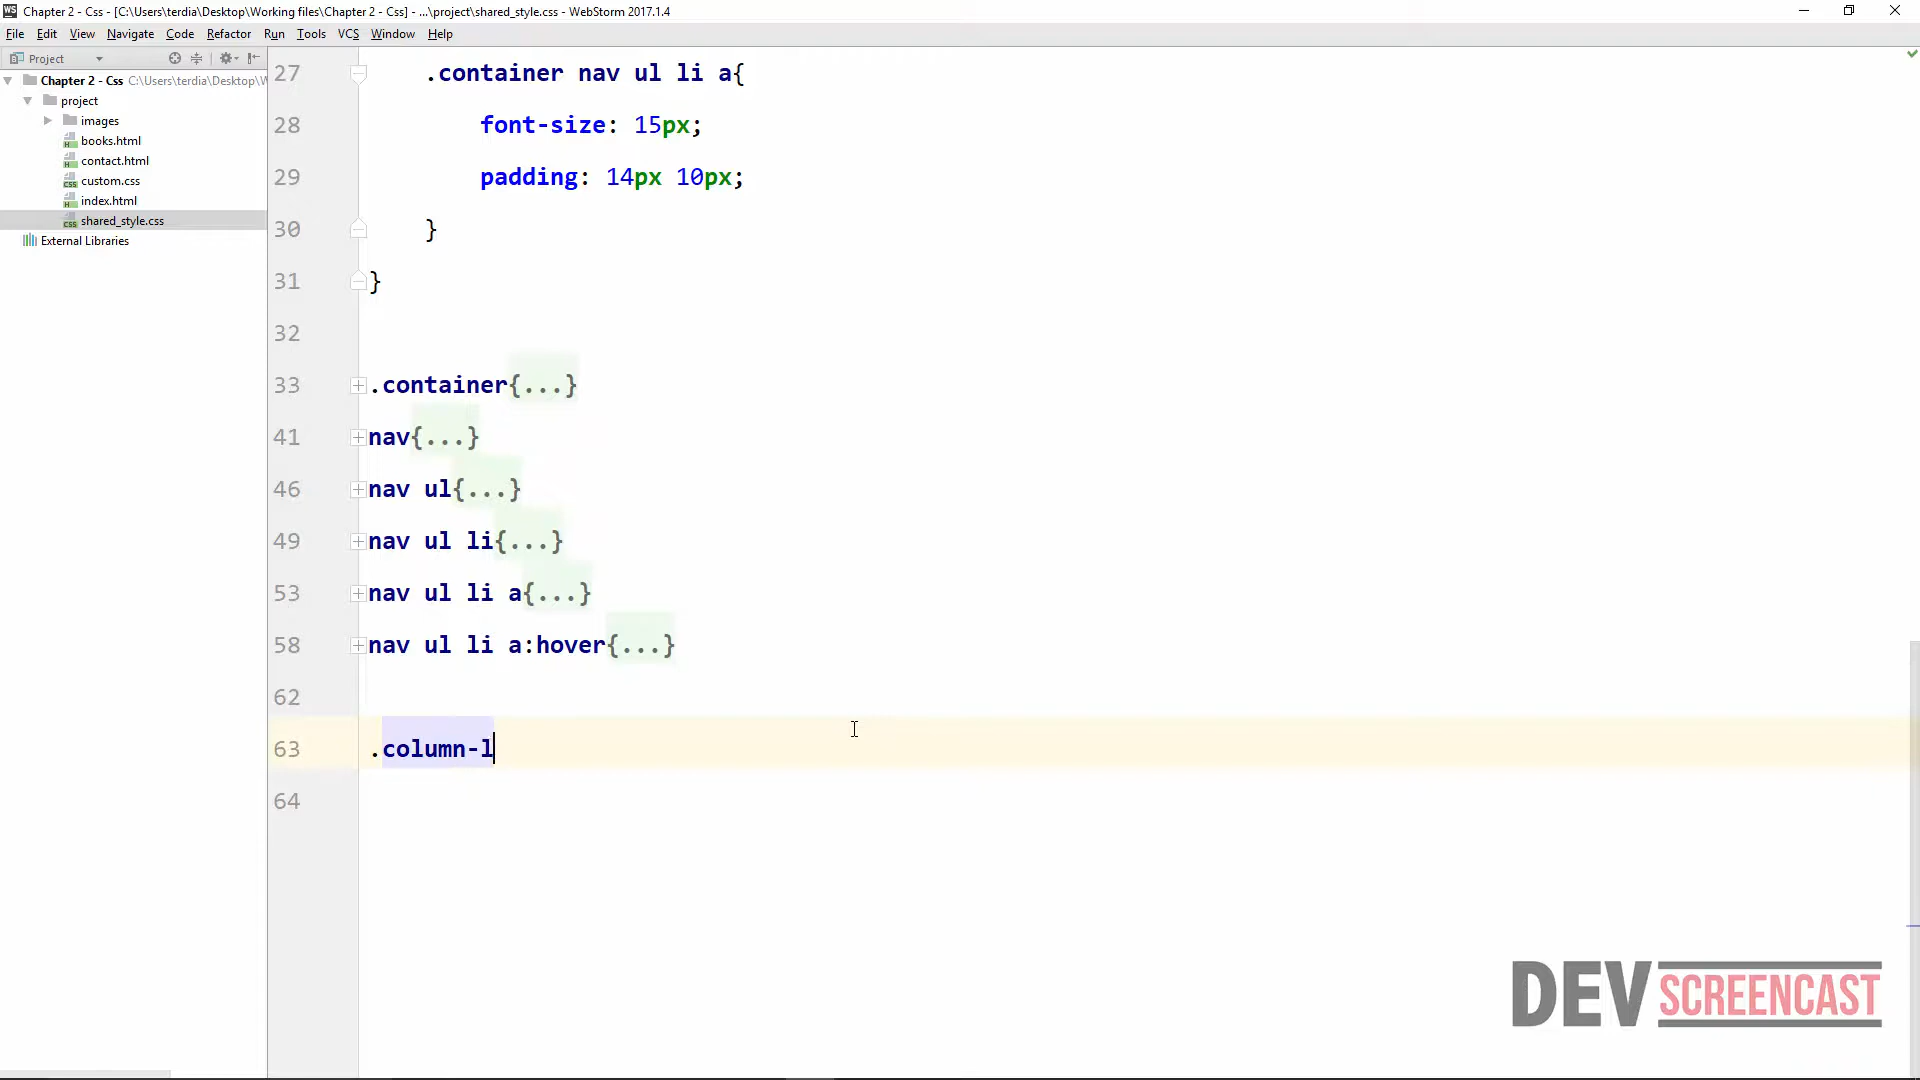 Chapter 2 - Css - [C:\Users\terdia\Desktop\Working files\Chapter 2 - Css] - ...\project\shared_style.css - WebStorm 2017.1.4
File Edit View Navigate Code Refactor Run Tools VCS Window Help
Project
Chapter 2 - Css C:\Users\terdia\Desktop\W
project
images
books.html
contact.html
custom.css
index.html
shared_style.css
External Libraries
27 .container nav ul li a{
28 font-size: 15px;
29 padding: 14px 10px;
30 }
31 }
32
33 .container{...}
41 nav{...}
46 nav ul{...}
49 nav ul li{...}
53 nav ul li a{...}
58 nav ul li a:hover{...}
62
63 .column-l
64
DEVSCREENCAST